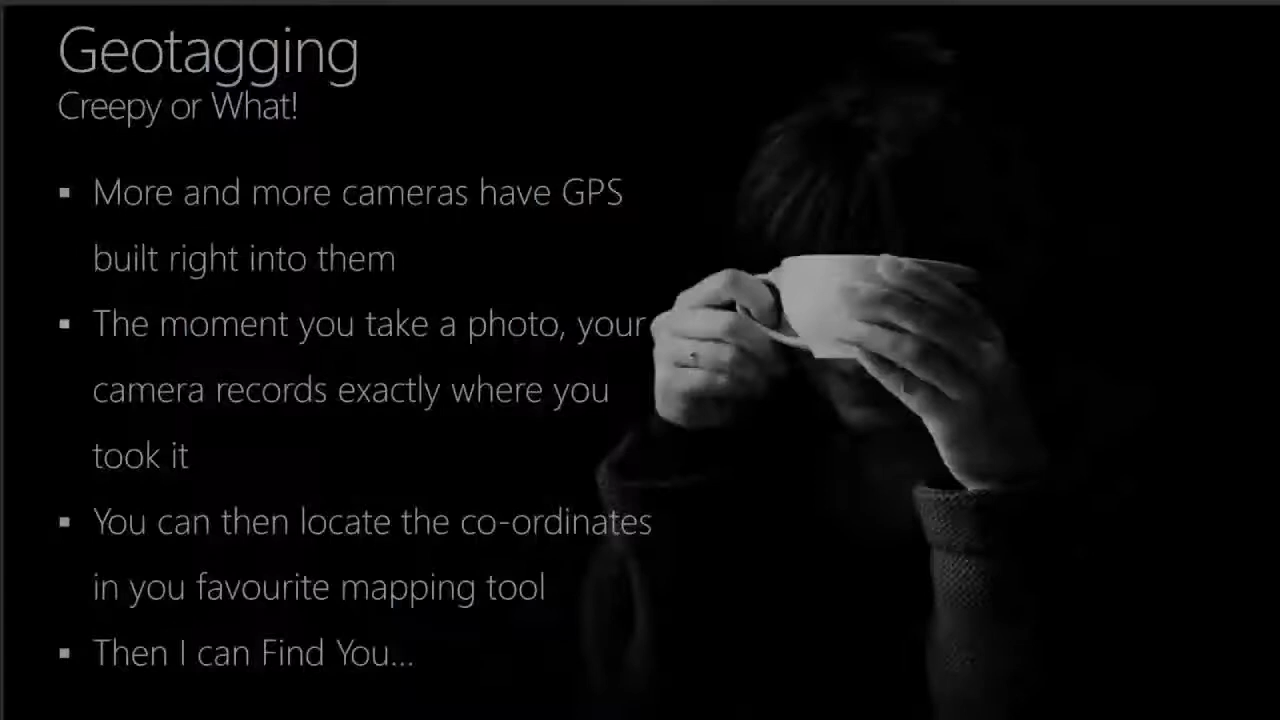 Geotagging
Creepy or What!
▪ More and more cameras have GPS
built right into them
▪ The moment you take a photo, your
camera records exactly where you
took it
▪ You can then locate the co-ordinates
in you favourite mapping tool
▪ Then I can Find You...